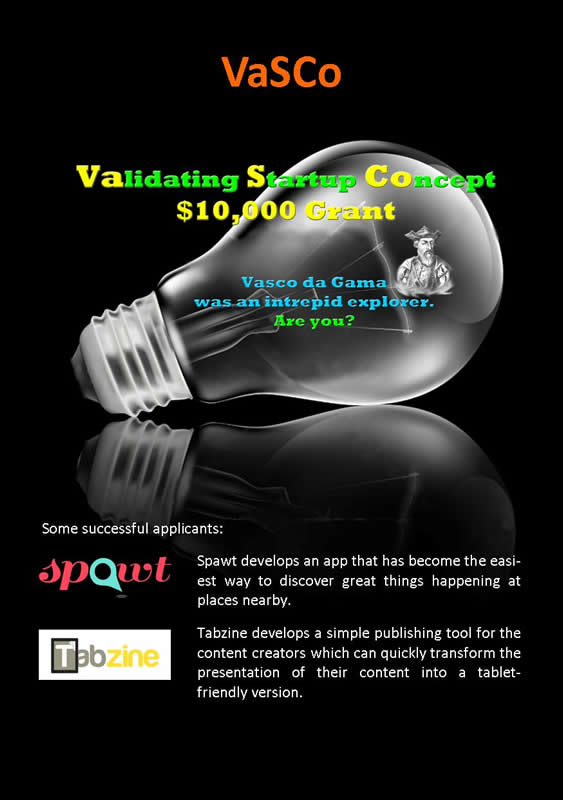 VaSCo
Validating Startup Concept
$10,000 Grant
Vasco da Gama
was an intrepid explorer.
Are you?
Some successful applicants:
spawt
Spawt develops an app that has become the easi-
est way to discover great things happening at
places nearby.
Tabzine
Tabzine develops a simple publishing tool for the
content creators which can quickly transform the
presentation of their content into a tablet-
friendly version.